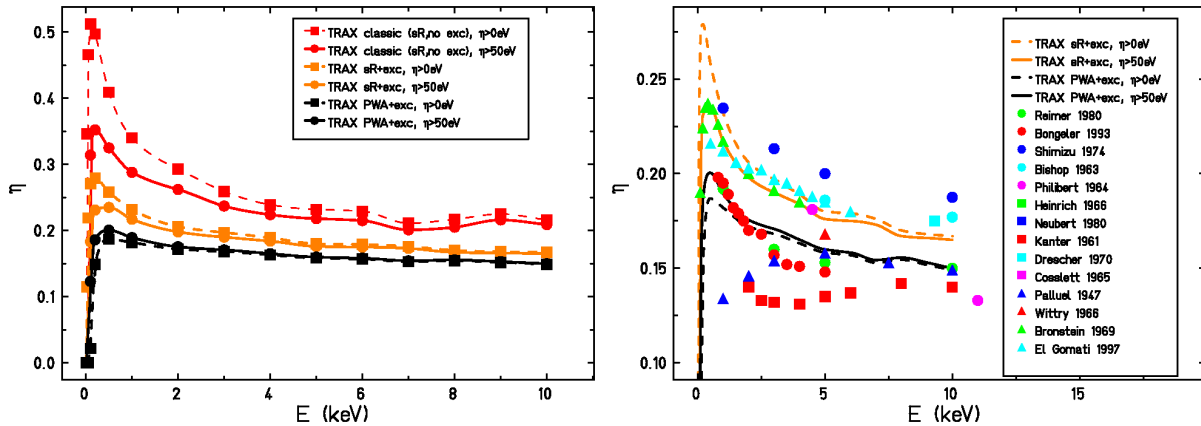 0.5
0.4
0.3
0.2
0.1
0.0
η
0
2
4
6
8
10
E (keV)
TRAX classic (sR,no exc), η>0eV
TRAX classic (sR,no exc), η>50eV
TRAX sR+exc, η>0eV
TRAX sR+exc, η>50eV
TRAX PWA+exc, η>0eV
TRAX PWA+exc, η>50eV
0.25
0.20
0.15
0.10
η
0
5
10
15
E (keV)
TRAX sR+exc, η>0eV
TRAX sR+exc, η>50eV
TRAX PWA+exc, η>0eV
TRAX PWA+exc, η>50eV
Reimer 1980
Bongeler 1993
Shimizu 1974
Bishop 1963
Philibert 1964
Heinrich 1966
Neubert 1980
Kanter 1961
Drescher 1970
Cosslett 1965
Palluel 1947
Wittry 1966
Bronstein 1969
El Gomati 1997